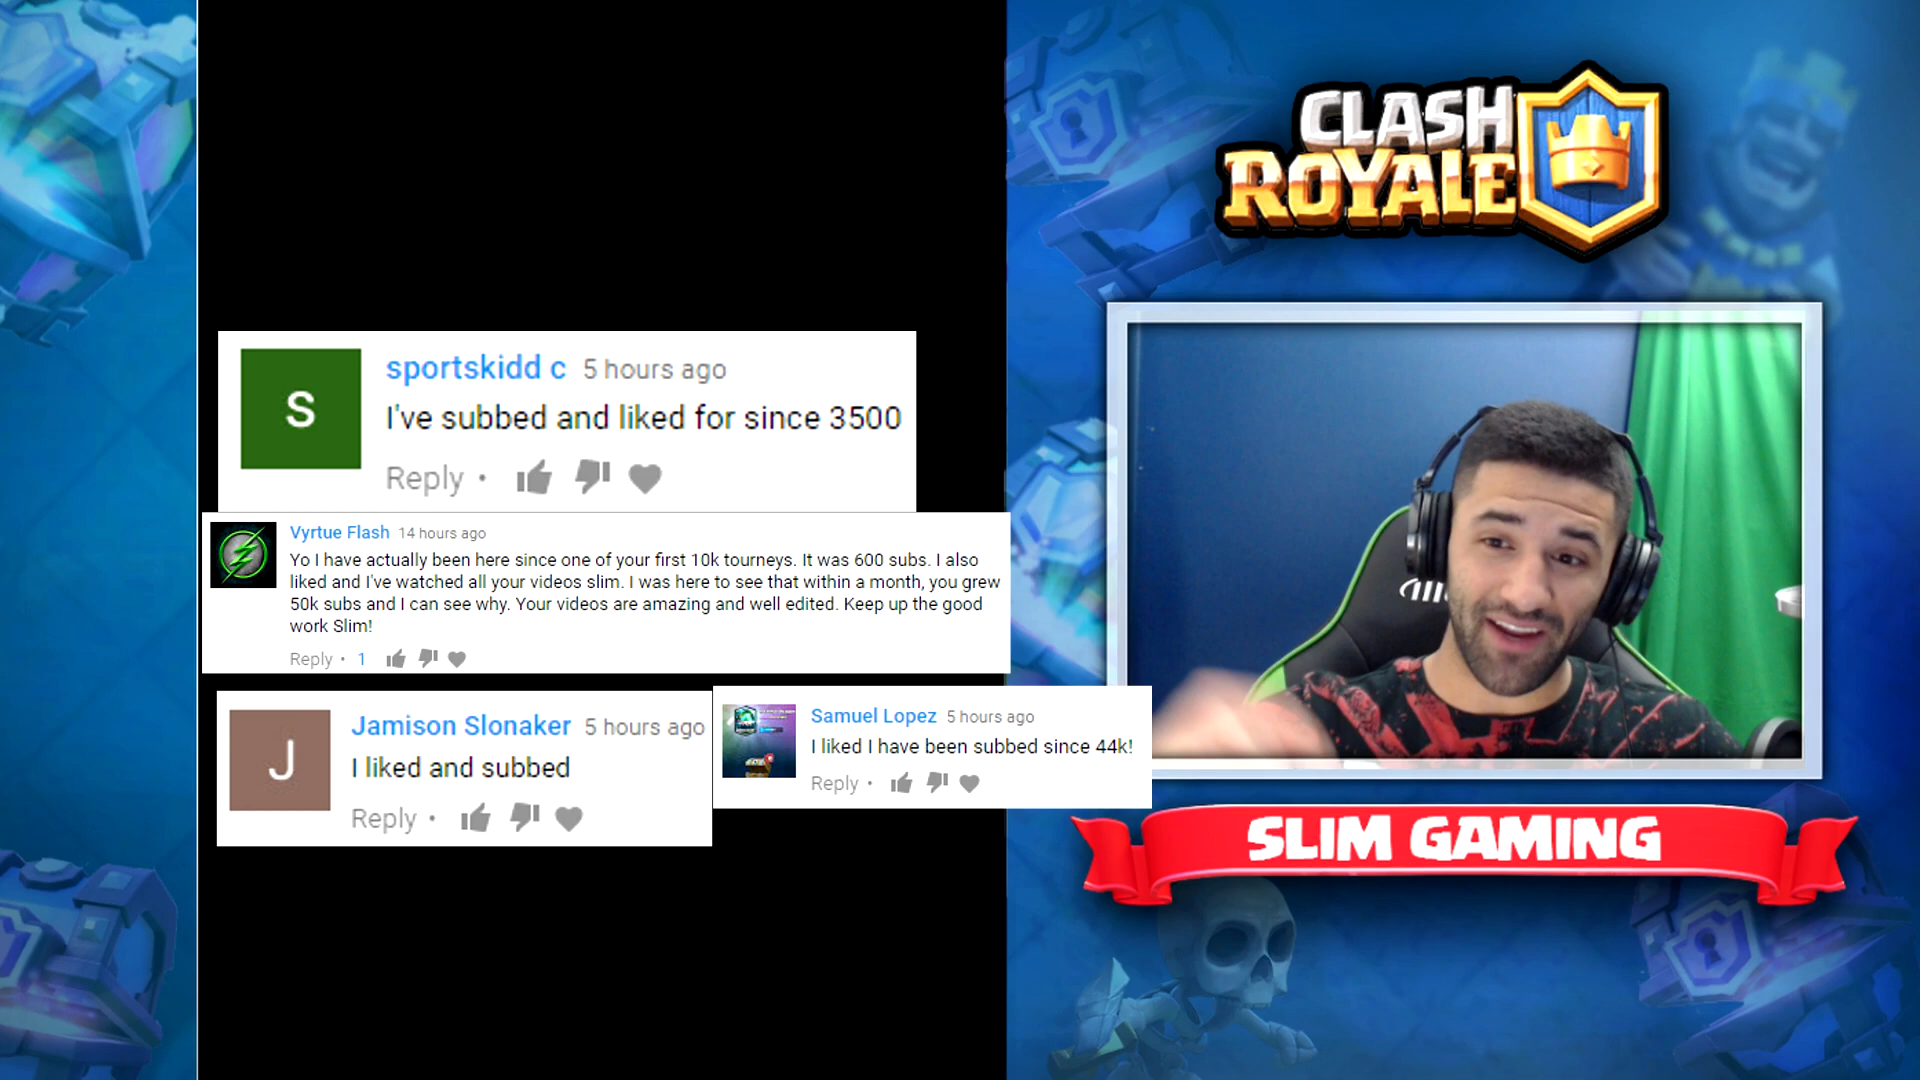 CLASH
ROYALE
S
sportskidd c 5 hours ago
I've subbed and liked for since 3500
Reply •
Vyrtue Flash 14 hours ago
Yo I have actually been here since one of your first 10k tourneys. It was 600 subs. I also
liked and I've watched all your videos slim. I was here to see that within a month, you grew
50k subs and I can see why. Your videos are amazing and well edited. Keep up the good
work Slim!
Reply • 1
J
Jamison Slonaker 5 hours ago
I liked and subbed
Reply •
Samuel Lopez 5 hours ago
I liked I have been subbed since 44k!
Reply •
SLIM GAMING